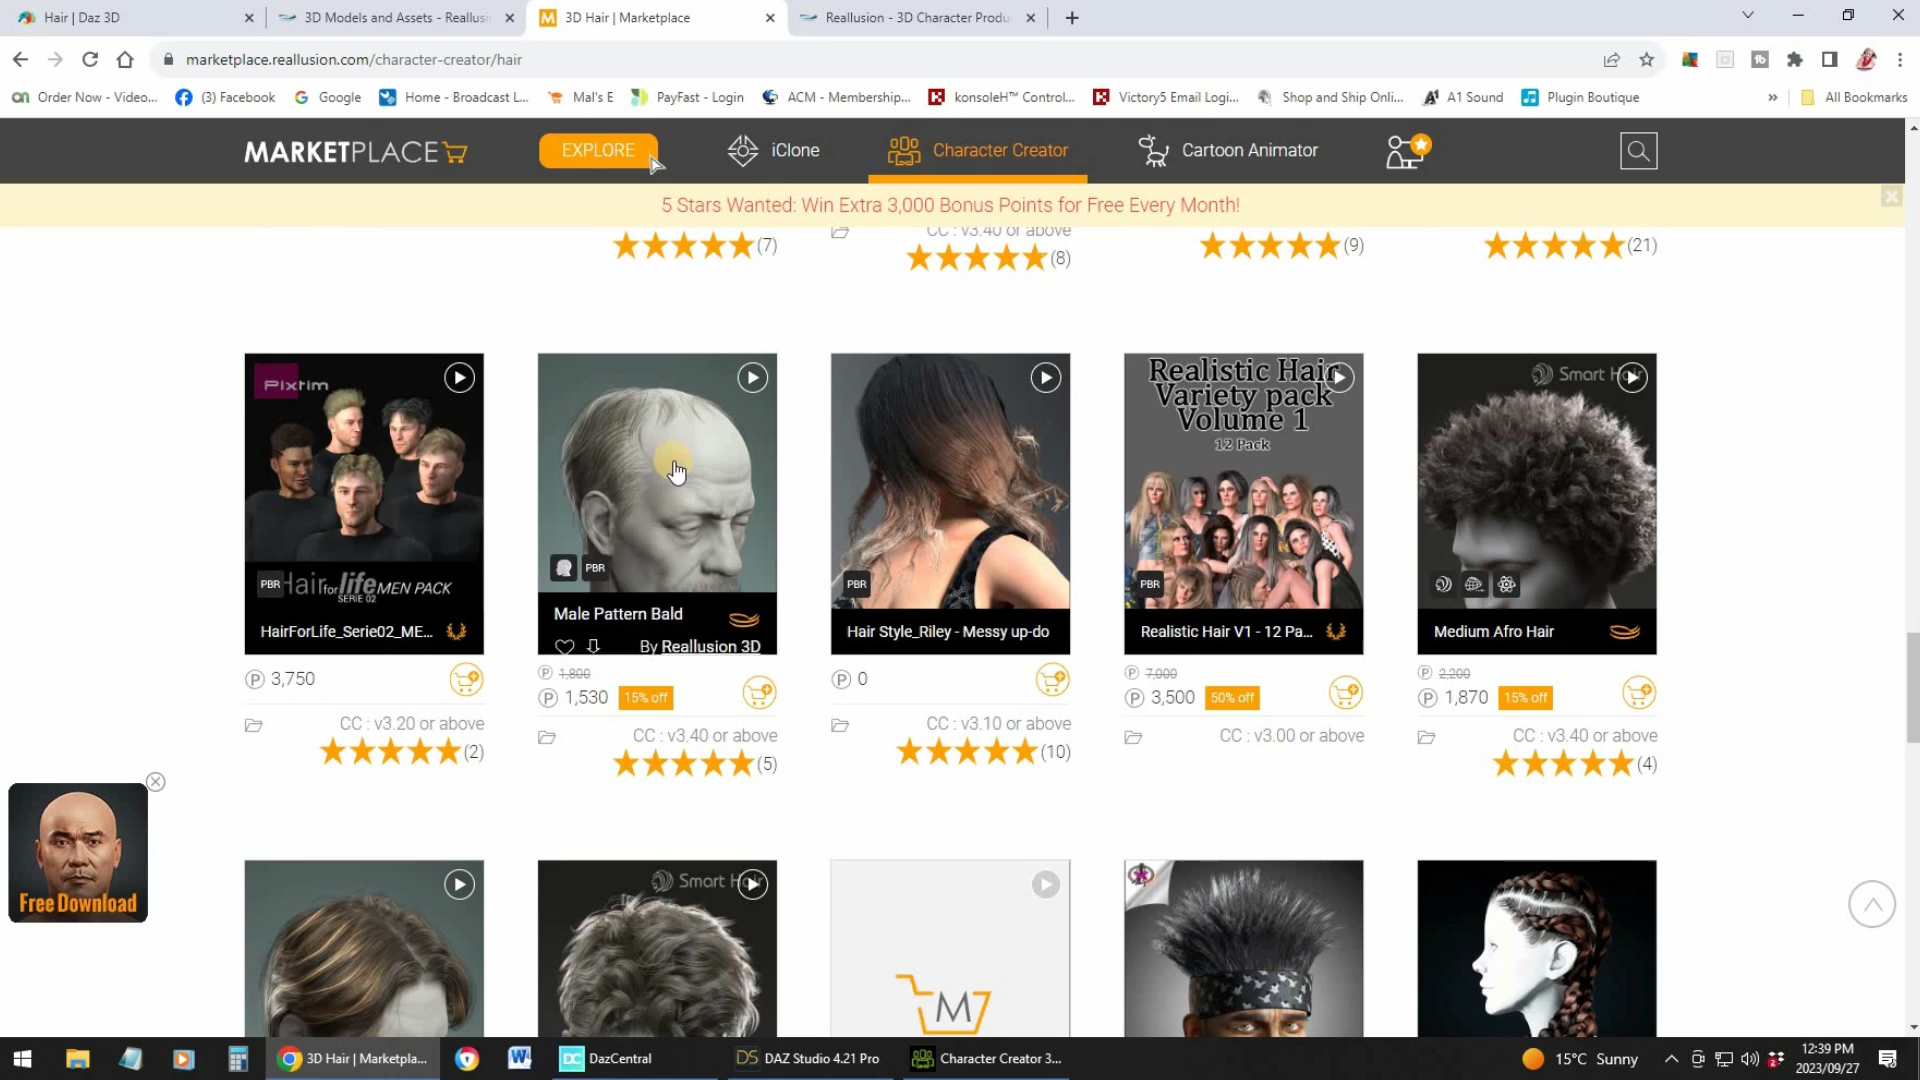 Hair | Daz 3D
3D Models and Assets - Reallusi
3D Hair | Marketplace
Reallusion - 3D Character Produ
marketplace.reallusion.com/character-creator/hair
Order Now - Video...
(3) Facebook
Google
Home - Broadcast L...
Mal's E
PayFast - Login
ACM - Membership...
konsoleH™ Control...
Victory5 Email Logi...
Shop and Ship Onli...
A1 Sound
Plugin Boutique
»
All Bookmarks
MARKETPLACE
EXPLORE
iClone
Character Creator
Cartoon Animator
5 Stars Wanted: Win Extra 3,000 Bonus Points for Free Every Month!
CC : v3.40 or above
(7)
(8)
(9)
(21)
Pixtim
PBR
Hair for life MEN PACK
SERIE 02
HairForLife_Serie02_ME...
P 3,750
CC : v3.20 or above
(2)
PBR
Male Pattern Bald
By Reallusion 3D
P 1,800
P 1,530
15% off
CC : v3.40 or above
(5)
PBR
Hair Style_Riley - Messy up-do
P 0
CC : v3.10 or above
(10)
Realistic Hair
Variety pack
Volume 1
12 Pack
PBR
Realistic Hair V1 - 12 Pa...
P 7,000
P 3,500
50% off
CC : v3.00 or above
Smart Hair
Medium Afro Hair
P 2,200
P 1,870
15% off
CC : v3.40 or above
(4)
Free Download
Smart Hair
M
3D Hair | Marketpla...
DazCentral
DAZ Studio 4.21 Pro
Character Creator 3...
15°C Sunny
12:39 PM
2023/09/27